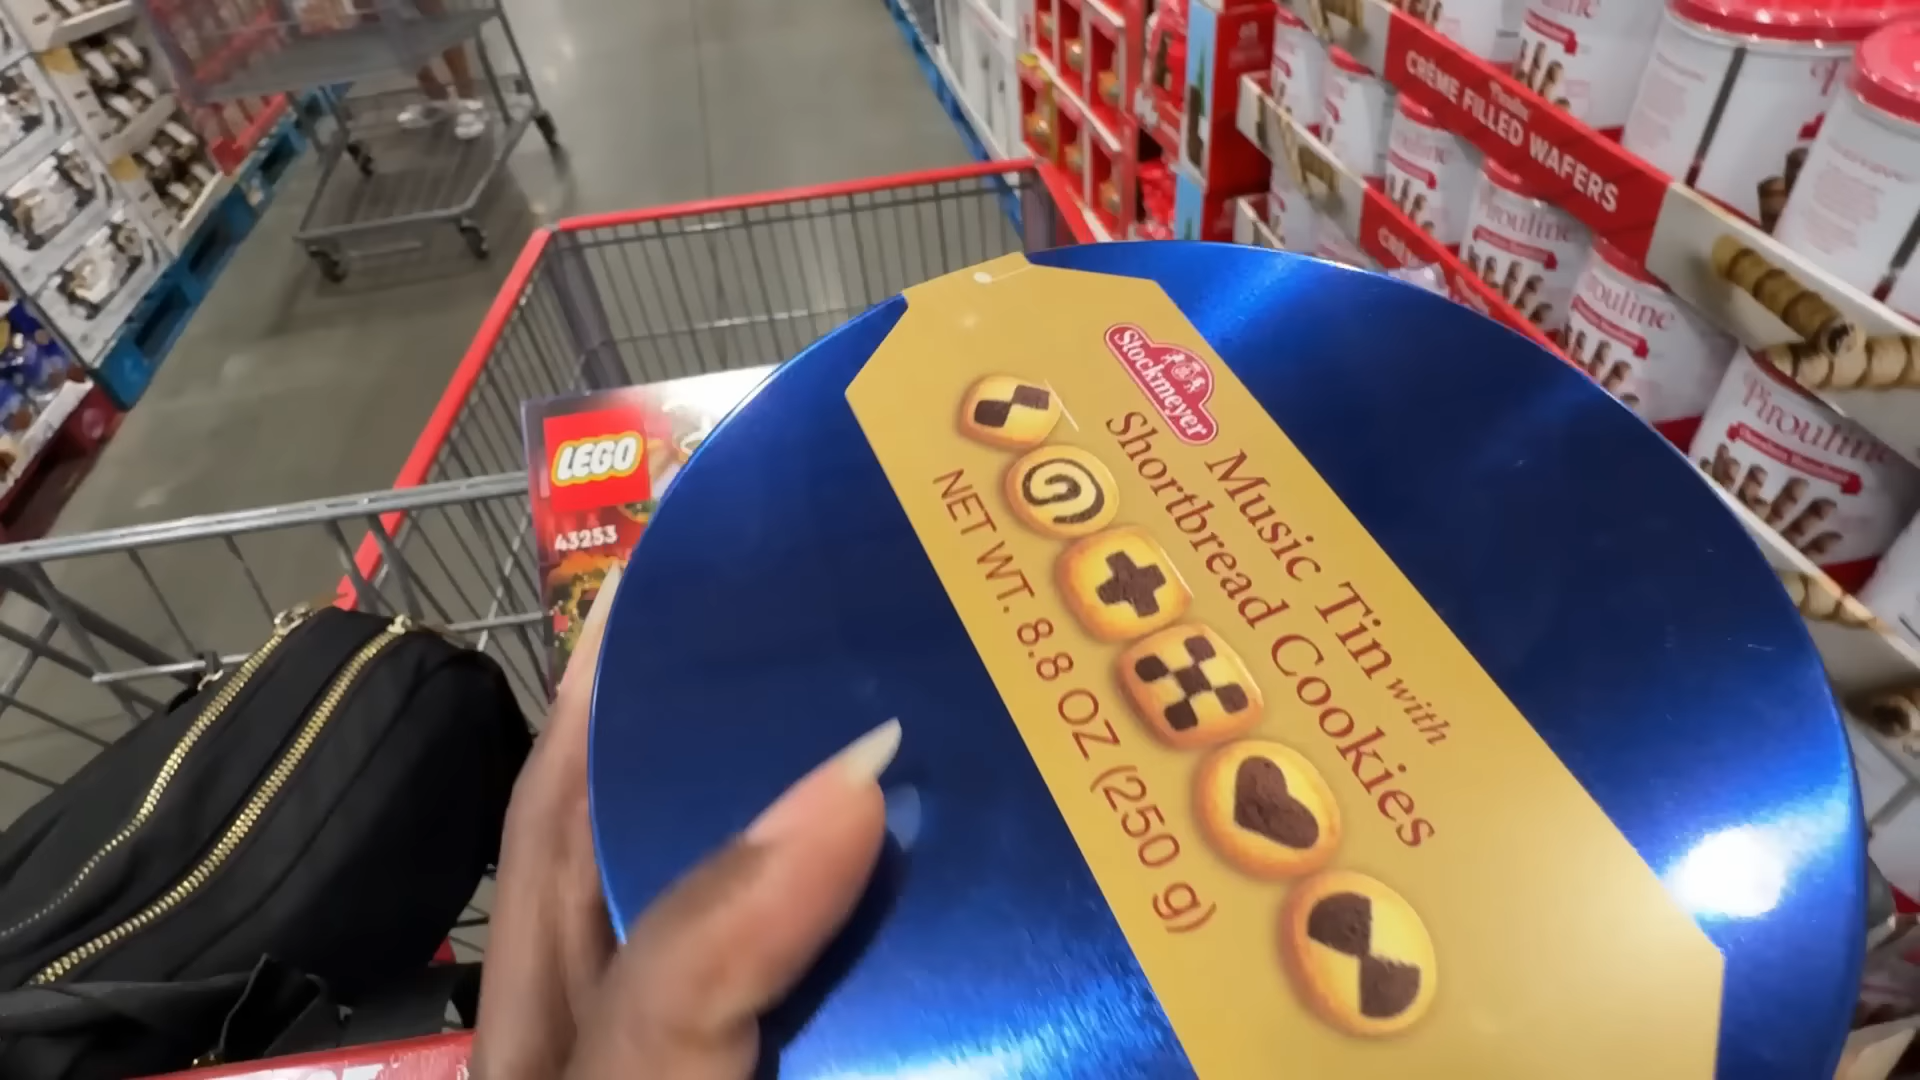 Stockmeyer
Music Tin with
Shortbread Cookies
NET WT. 8.8 OZ (250 g)
LEGO
43253
Pirouline
CRÈME FILLED WAFERS
Pirouline
Pirouline